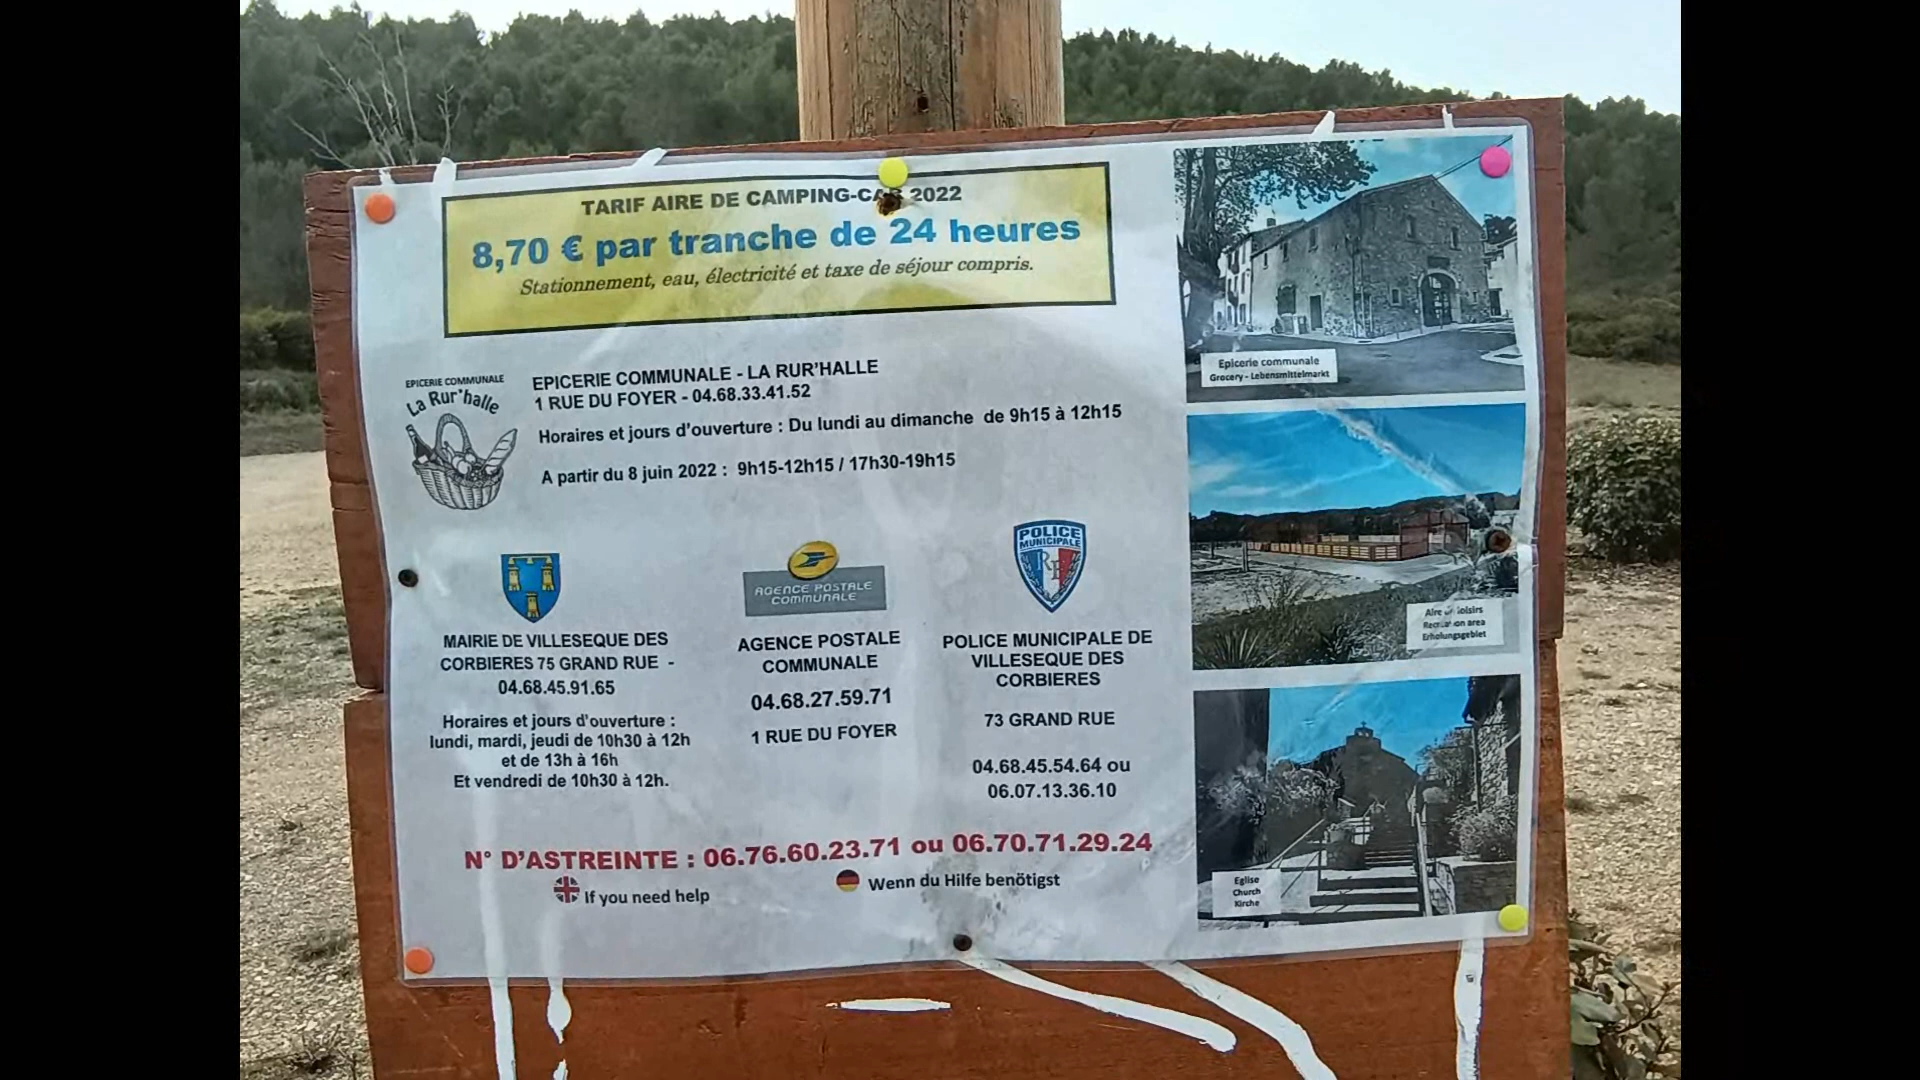 TARIF AIRE DE CAMPING-CAR 2022
8,70 € par tranche de 24 heures
Stationnement, eau, électricité et taxe de séjour compris.
EPICERIE COMMUNALE
La Rur'halle
EPICERIE COMMUNALE - LA RUR'HALLE
1 RUE DU FOYER - 04.68.33.41.52
Horaires et jours d'ouverture : Du lundi au dimanche de 9h15 à 12h15
A partir du 8 juin 2022 : 9h15-12h15 / 17h30-19h15
MAIRIE DE VILLESEQUE DES
CORBIERES 75 GRAND RUE -
04.68.45.91.65
Horaires et jours d'ouverture :
lundi, mardi, jeudi de 10h30 à 12h
et de 13h à 16h
Et vendredi de 10h30 à 12h.
AGENCE POSTALE
COMMUNALE
AGENCE POSTALE
COMMUNALE
04.68.27.59.71
1 RUE DU FOYER
POLICE
MUNICIPALE
RF
POLICE MUNICIPALE DE
VILLESEQUE DES
CORBIERES
73 GRAND RUE
04.68.45.54.64 ou
06.07.13.36.10
N° D'ASTREINTE : 06.76.60.23.71 ou 06.70.71.29.24
If you need help
Wenn du Hilfe benötigst
Epicerie communale
Grocery - Lebensmittelmarkt
Aire de loisirs
Recreation area
Erholungsgebiet
Eglise
Church
Kirche